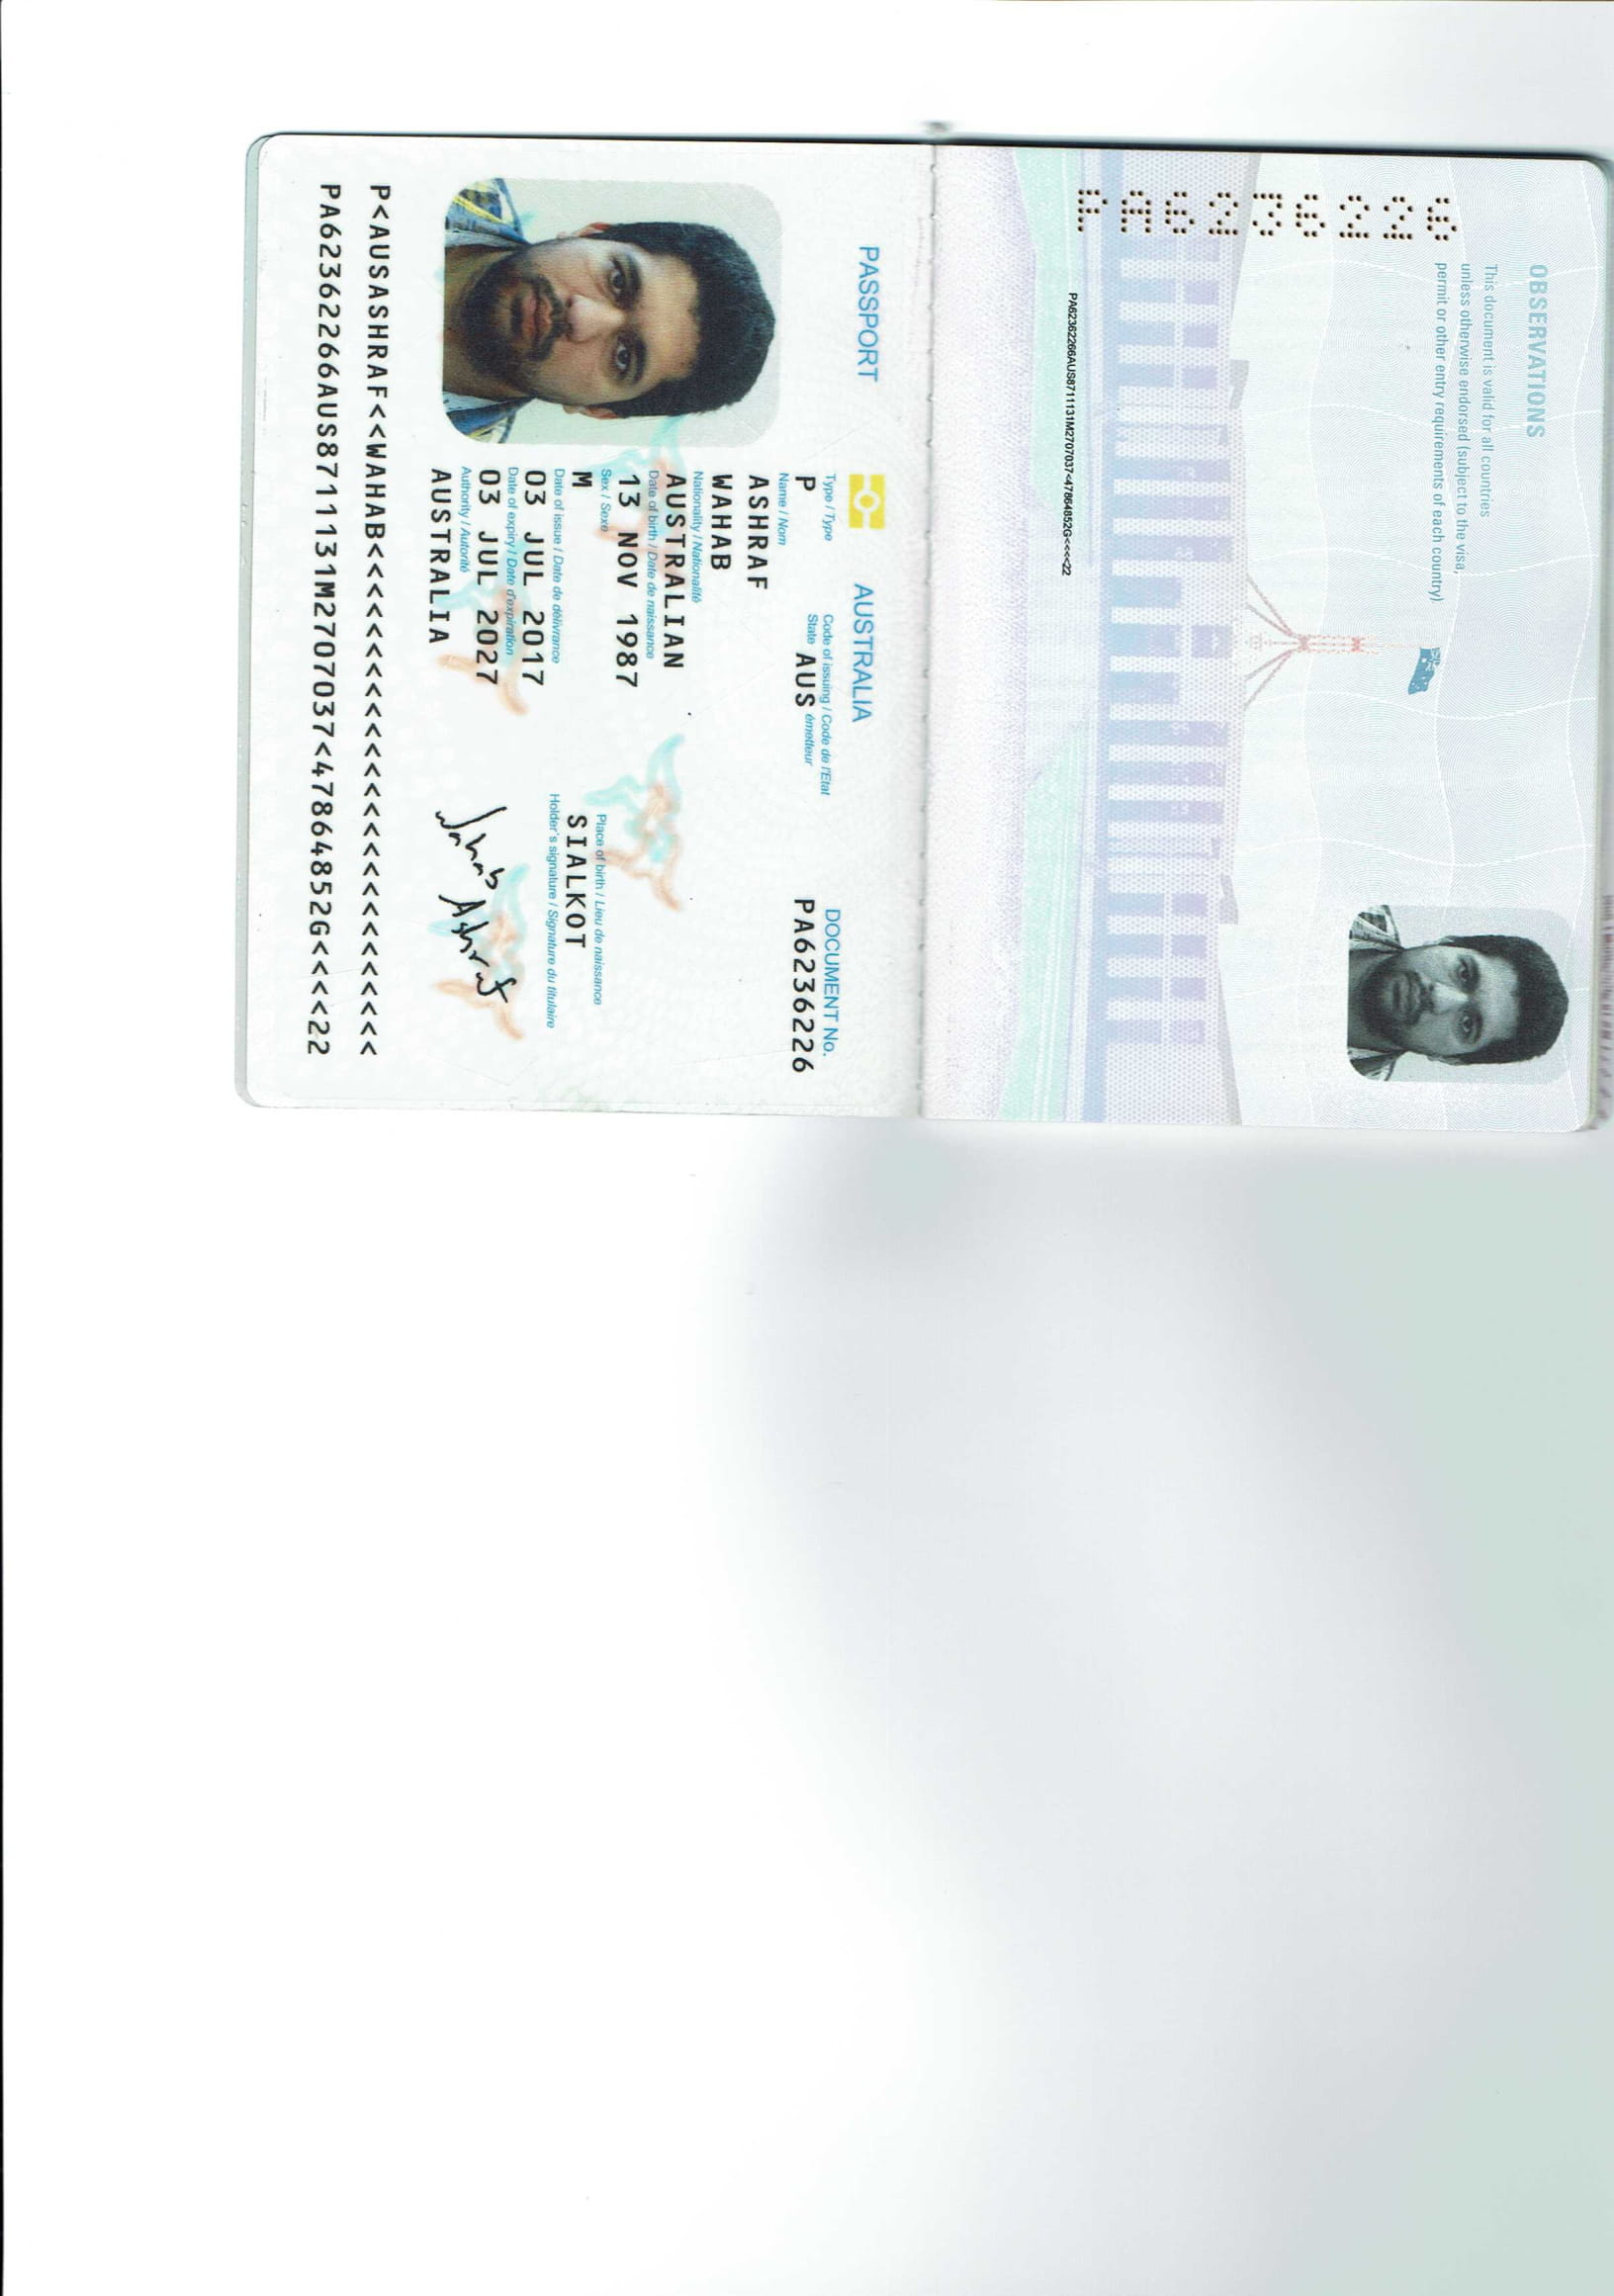 OBSERVATIONS
This document is valid for all countries
unless otherwise endorsed (subject to the visa,
permit or other entry requirements of each country)
PA6236226
PA62362266AUS8711131M2707037<47864852G<<<<22
PASSPORT
AUSTRALIA
Type / Type
Code of issuing / Code de l'Etat
State
émetteur
DOCUMENT No.
P
AUS
PA6236226
Name / Nom
ASHRAF
WAHAB
Nationality / Nationalité
AUSTRALIAN
Date of birth / Date de naissance
13 NOV 1987
Sex / Sexe
M
Place of birth / Lieu de naissance
SIALKOT
Date of issue / Date de délivrance
03 JUL 2017
Holder's signature / Signature du titulaire
Date of expiry / Date d'expiration
03 JUL 2027
Wahab Ashraf
Authority / Autorité
AUSTRALIA
P<AUSASHRAF<<WAHAB<<<<<<<<<<<<<<<<<<<<<<<<<<
PA62362266AUS8711131M2707037<47864852G<<<<22